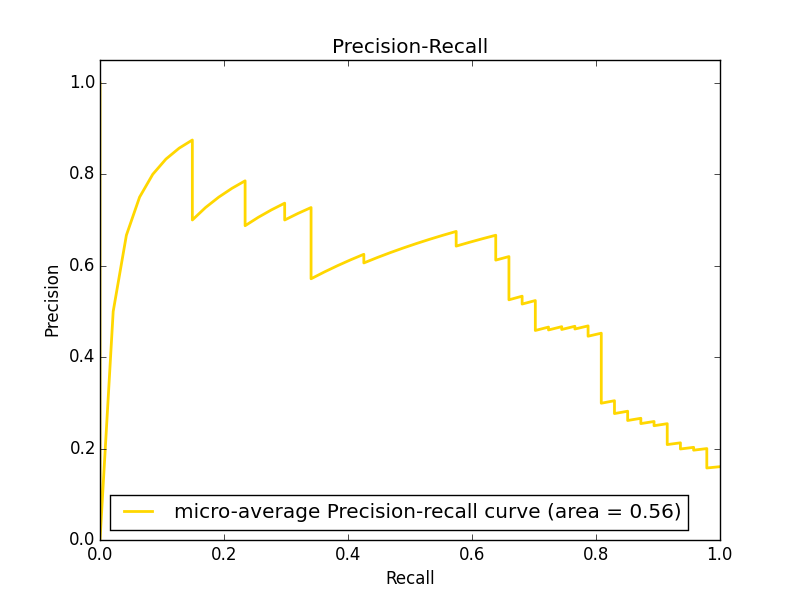 Precision-Recall
1.0
0.8
0.6
0.4
0.2
0.0
Precision
micro-average Precision-recall curve (area = 0.56)
0.0 0.2 0.4 0.6 0.8 1.0
Recall